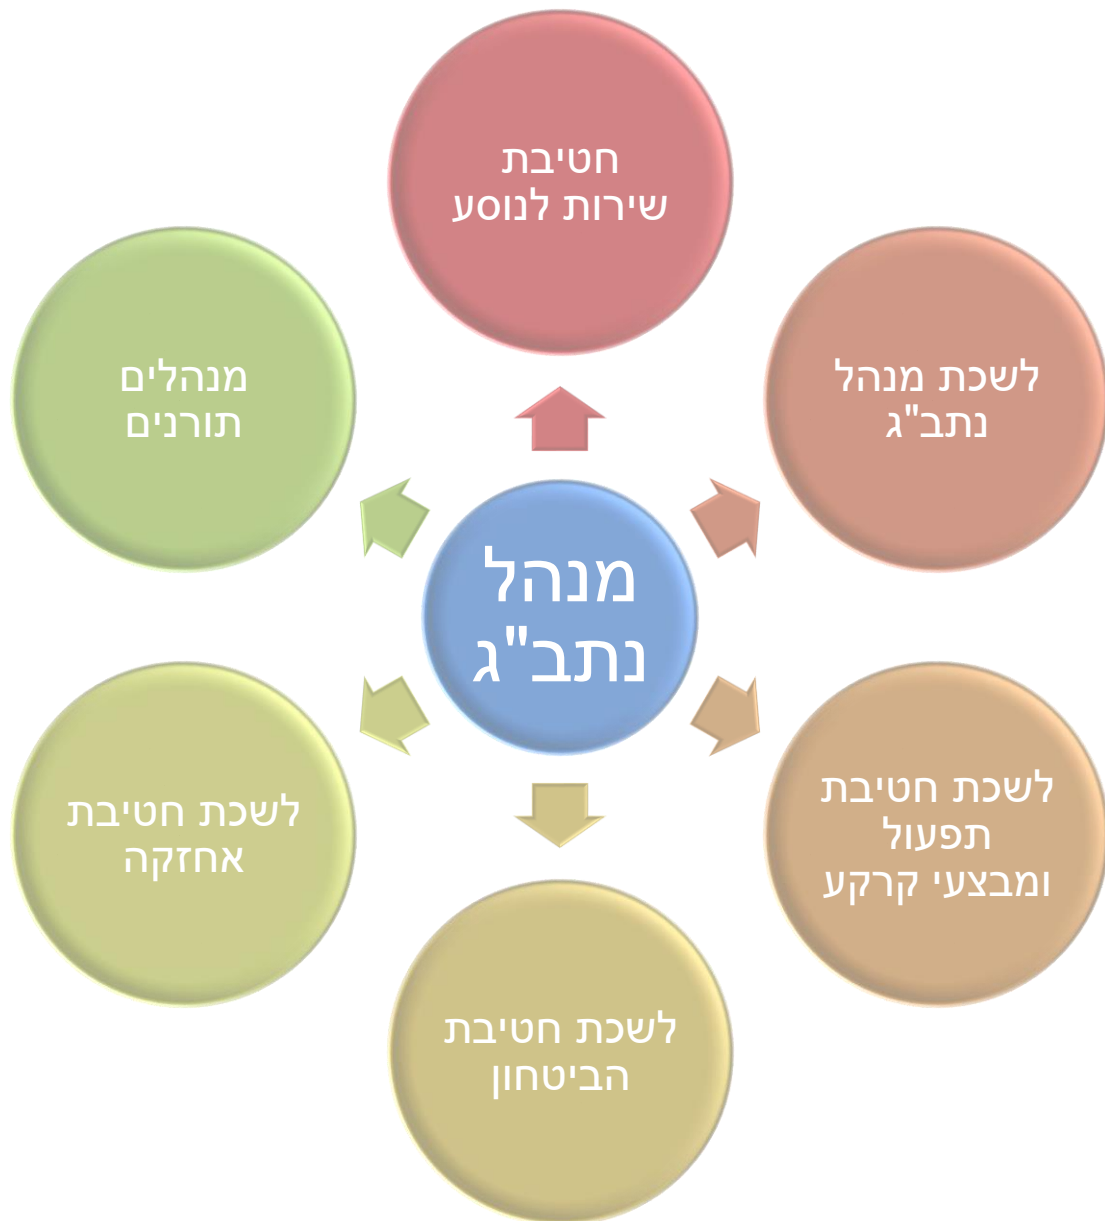 חטיבת
שירות לנוסע
לשכת מנהל
נתב"ג
מנהלים
תורנים
מנהל
נתב"ג
לשכת חטיבת
תפעול
ומבצעי קרקע
לשכת חטיבת
אחזקה
לשכת חטיבת
הביטחון